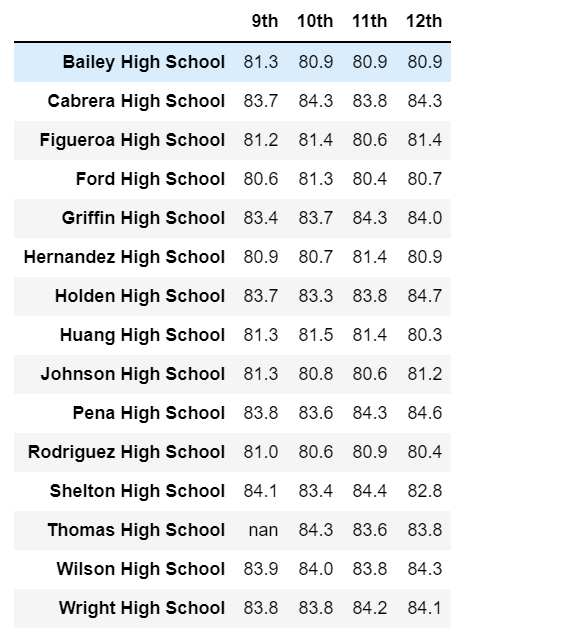 9th 10th 11th 12th
Bailey High School 81.3 80.9 80.9 80.9
Cabrera High School 83.7 84.3 83.8 84.3
Figueroa High School 81.2 81.4 80.6 81.4
Ford High School 80.6 81.3 80.4 80.7
Griffin High School 83.4 83.7 84.3 84.0
Hernandez High School 80.9 80.7 81.4 80.9
Holden High School 83.7 83.3 83.8 84.7
Huang High School 81.3 81.5 81.4 80.3
Johnson High School 81.3 80.8 80.6 81.2
Pena High School 83.8 83.6 84.3 84.6
Rodriguez High School 81.0 80.6 80.9 80.4
Shelton High School 84.1 83.4 84.4 82.8
Thomas High School nan 84.3 83.6 83.8
Wilson High School 83.9 84.0 83.8 84.3
Wright High School 83.8 83.8 84.2 84.1